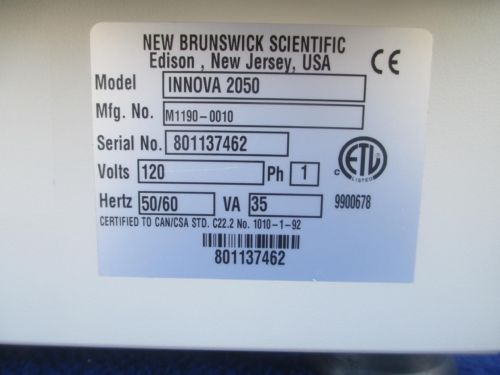 NEW BRUNSWICK SCIENTIFIC
Edison , New Jersey, USA
CE
Model INNOVA 2050
Mfg. No. M1190-0010
Serial No. 801137462
Volts 120 Ph 1
C ETL LISTED
Hertz 50/60 VA 35 9900678
CERTIFIED TO CAN/CSA STD. C22.2 No. 1010-1-92
801137462